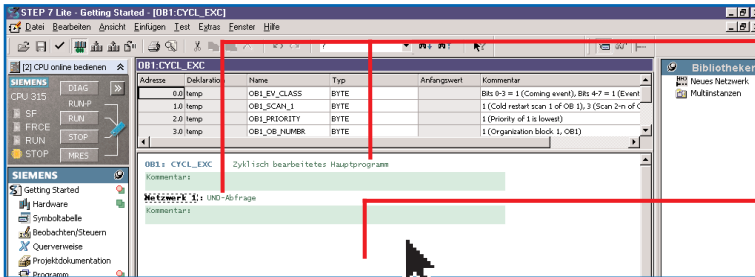 STEP 7 Lite - Getting Started - [OB1:CYCL_EXC]
Datei Bearbeiten Ansicht Einfügen Test Extras Fenster Hilfe
?
[2] CPU online bedienen
OB1:CYCL_EXC
Bibliotheken
SIEMENS
CPU 315
DIAG
RUN-P
SF
RUN
FRCE
RUN
STOP
STOP
MRES
Adresse Deklaration Name Typ Anfangswert Kommentar
0.0 temp OB1_EV_CLASS BYTE Bits 0-3 = 1 (Coming event), Bits 4-7 = 1 (Event
1.0 temp OB1_SCAN_1 BYTE 1 (Cold restart scan 1 of OB 1), 3 (Scan 2-n of
2.0 temp OB1_PRIORITY BYTE 1 (Priority of 1 is lowest)
3.0 temp OB1_OB_NUMBR BYTE 1 (Organization block 1, OB1)
Neues Netzwerk
Multiinstanzen
OB1: CYCL_EXC Zyklisch bearbeitetes Hauptprogramm
Kommentar:
Netzwerk 1: UND-Abfrage
Kommentar:
SIEMENS
Getting Started
Hardware
Symboltabelle
Beobachten/Steuern
Querverweise
Projektdokumentation
Programm